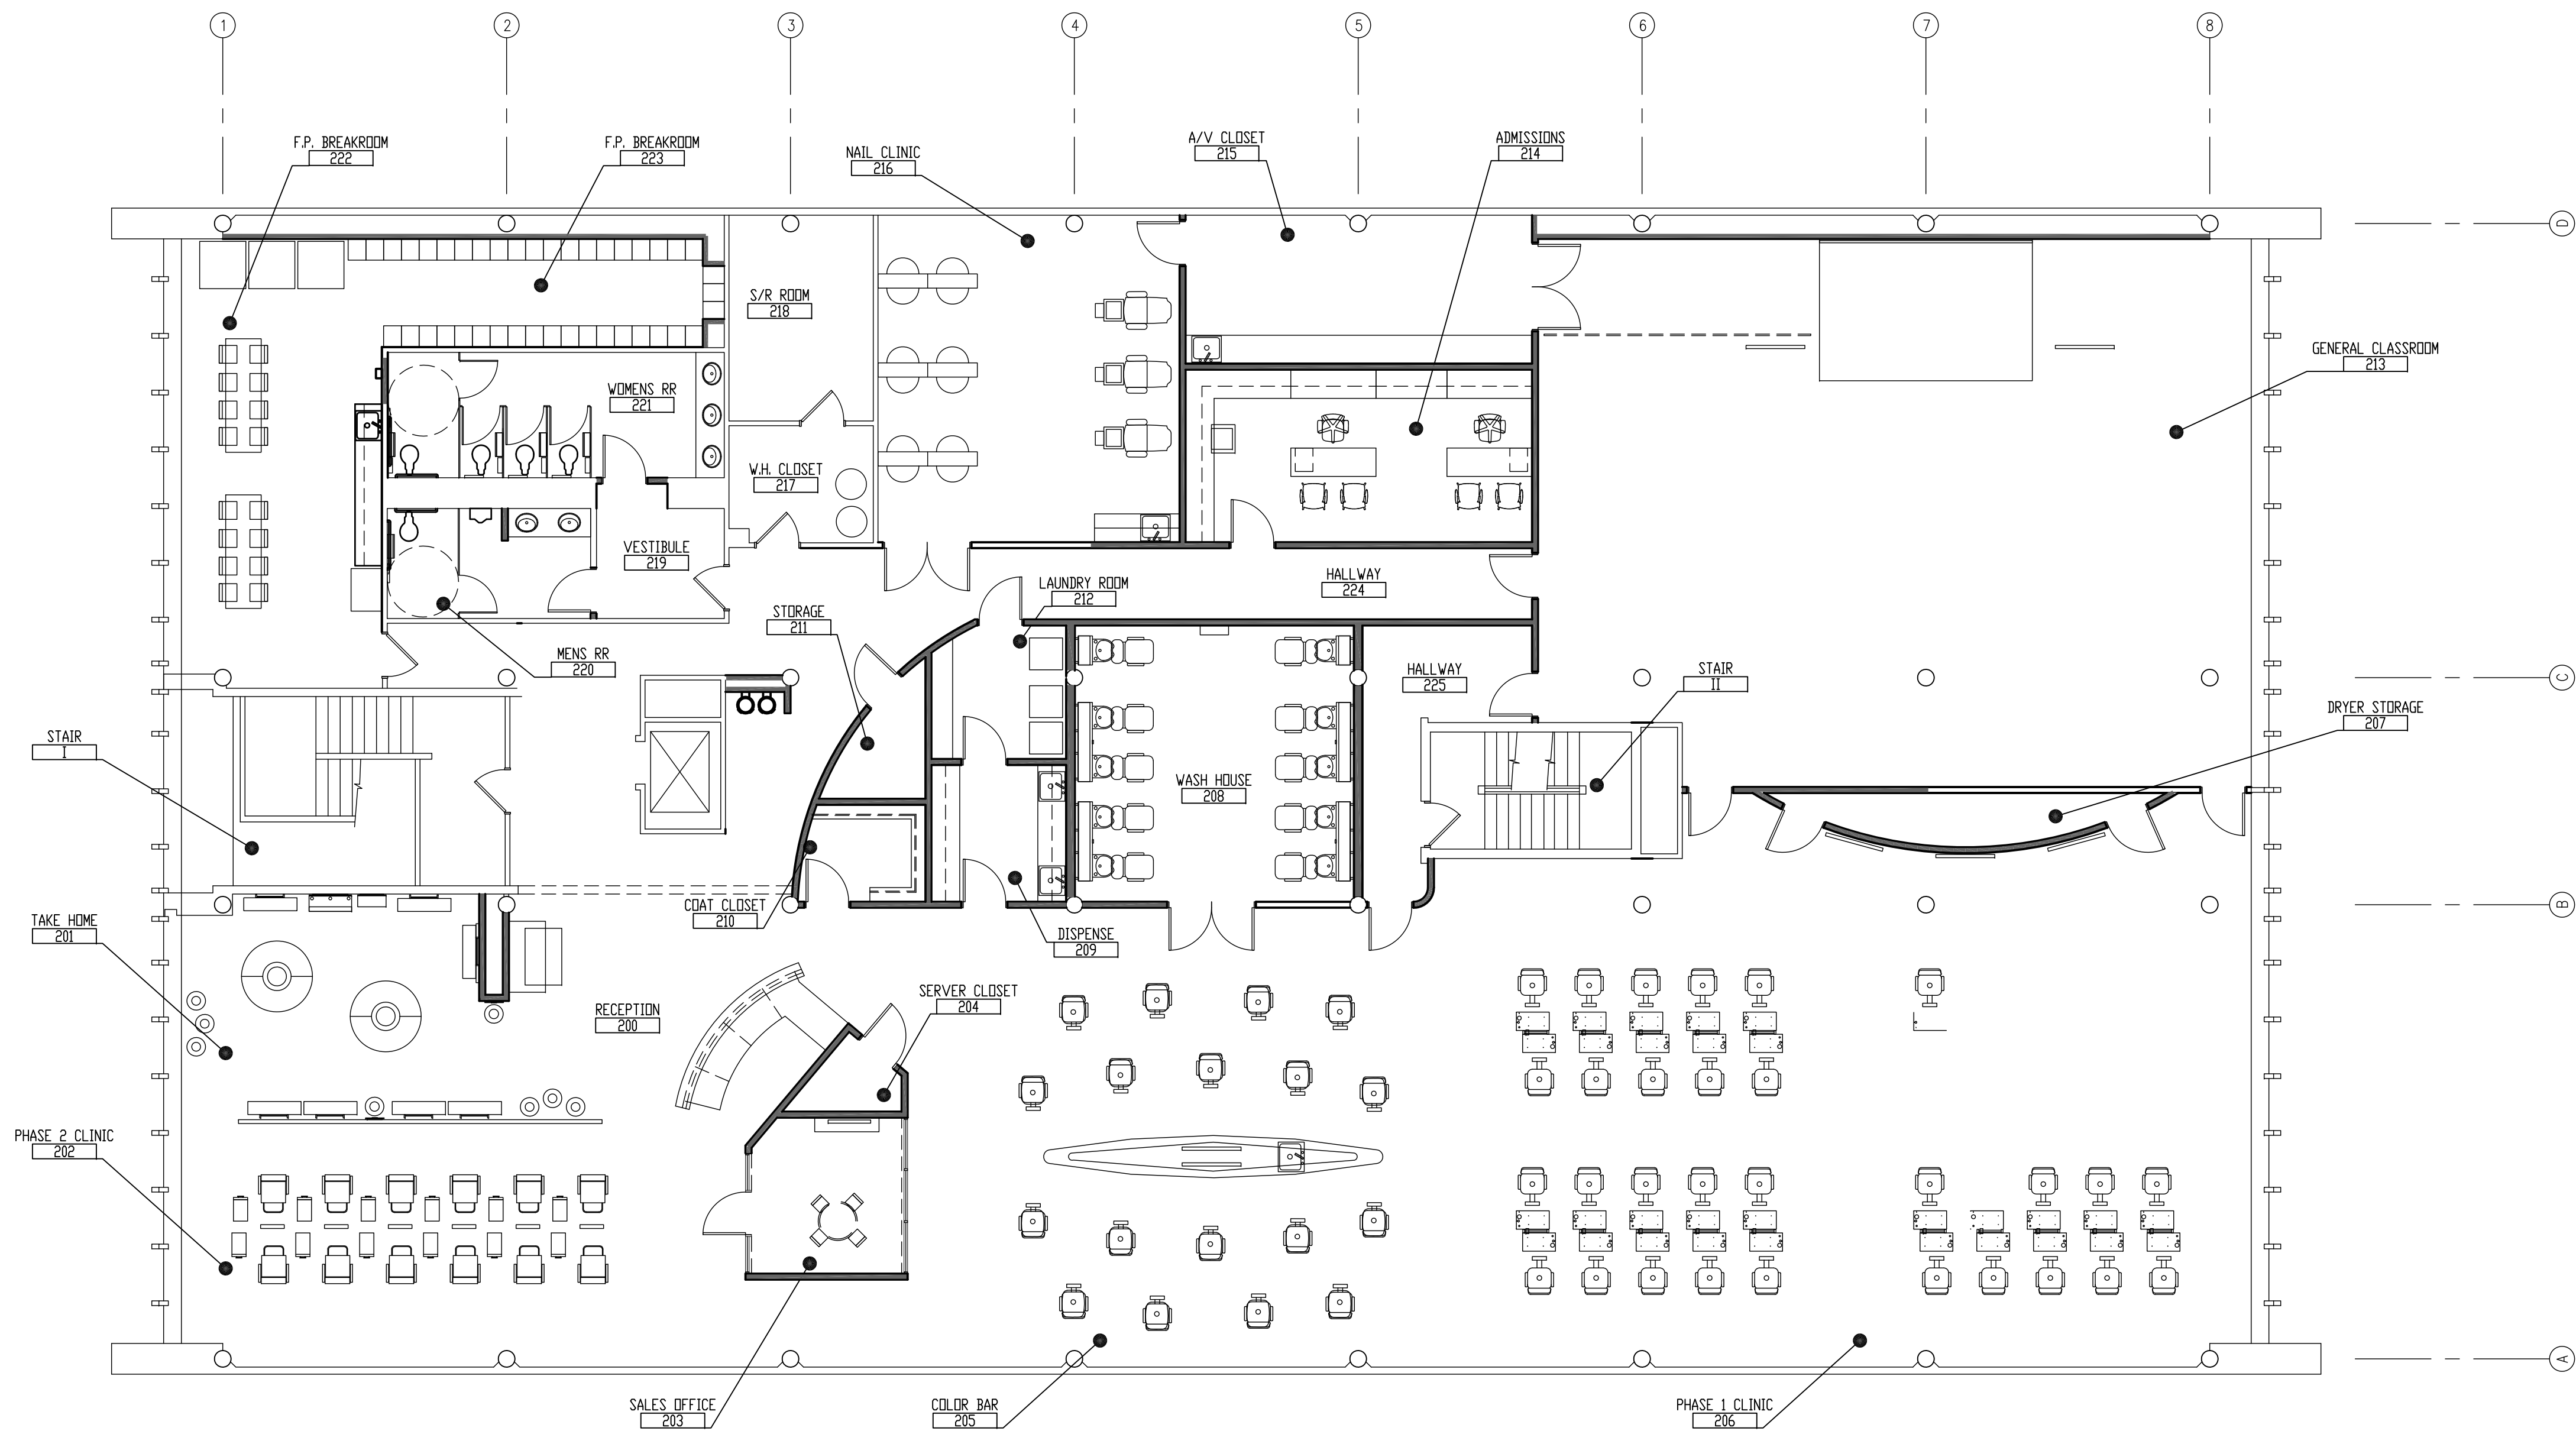 1
2
3
4
5
6
7
8
F.P. BREAKROOM
222
F.P. BREAKROOM
223
NAIL CLINIC
216
A/V CLOSET
215
ADMISSIONS
214
D
S/R ROOM
218
GENERAL CLASSROOM
213
WOMENS RR
221
W.H. CLOSET
217
VESTIBULE
219
HALLWAY
224
LAUNDRY ROOM
212
STORAGE
211
MENS RR
220
HALLWAY
225
STAIR
II
C
DRYER STORAGE
207
STAIR
I
WASH HOUSE
208
COAT CLOSET
210
B
TAKE HOME
201
DISPENSE
209
SERVER CLOSET
204
RECEPTION
200
PHASE 2 CLINIC
202
A
SALES OFFICE
203
COLOR BAR
205
PHASE 1 CLINIC
206